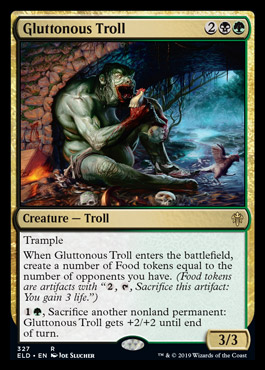 Gluttonous Troll 2
Creature — Troll
Trample
When Gluttonous Troll enters the battlefield,
create a number of Food tokens equal to the
number of opponents you have. (Food tokens
are artifacts with “2, , Sacrifice this artifact:
You gain 3 life.”)
1 , Sacrifice another nonland permanent:
Gluttonous Troll gets +2/+2 until end
of turn.
3/3
327 R
ELD • EN Joe Slucher ™ & © 2019 Wizards of the Coast